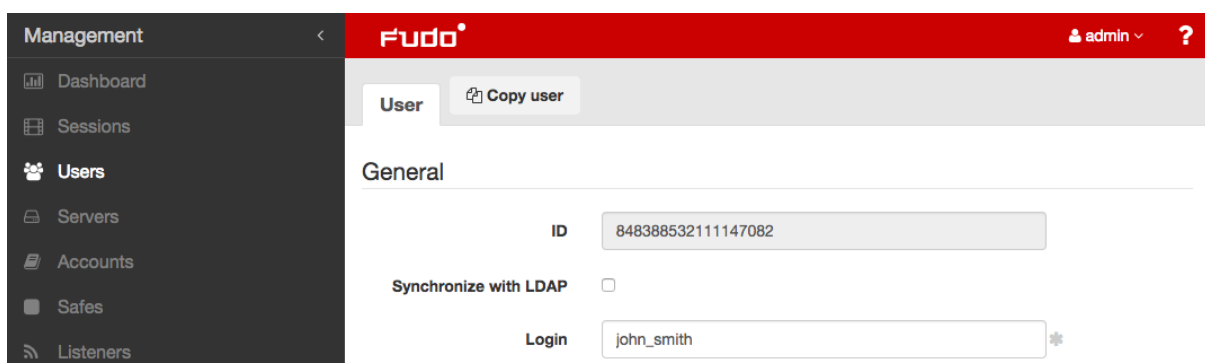 Management
Dashboard
Sessions
Users
Servers
Accounts
Safes
Listeners
FUDO
admin
?
User
Copy user
General
ID
848388532111147082
Synchronize with LDAP
Login
john_smith